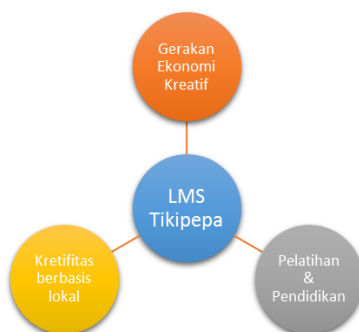 Gerakan
Ekonomi
Kreatif
LMS
Tikipepa
Kretifitas
berbasis
lokal
Pelatihan
&
Pendidikan